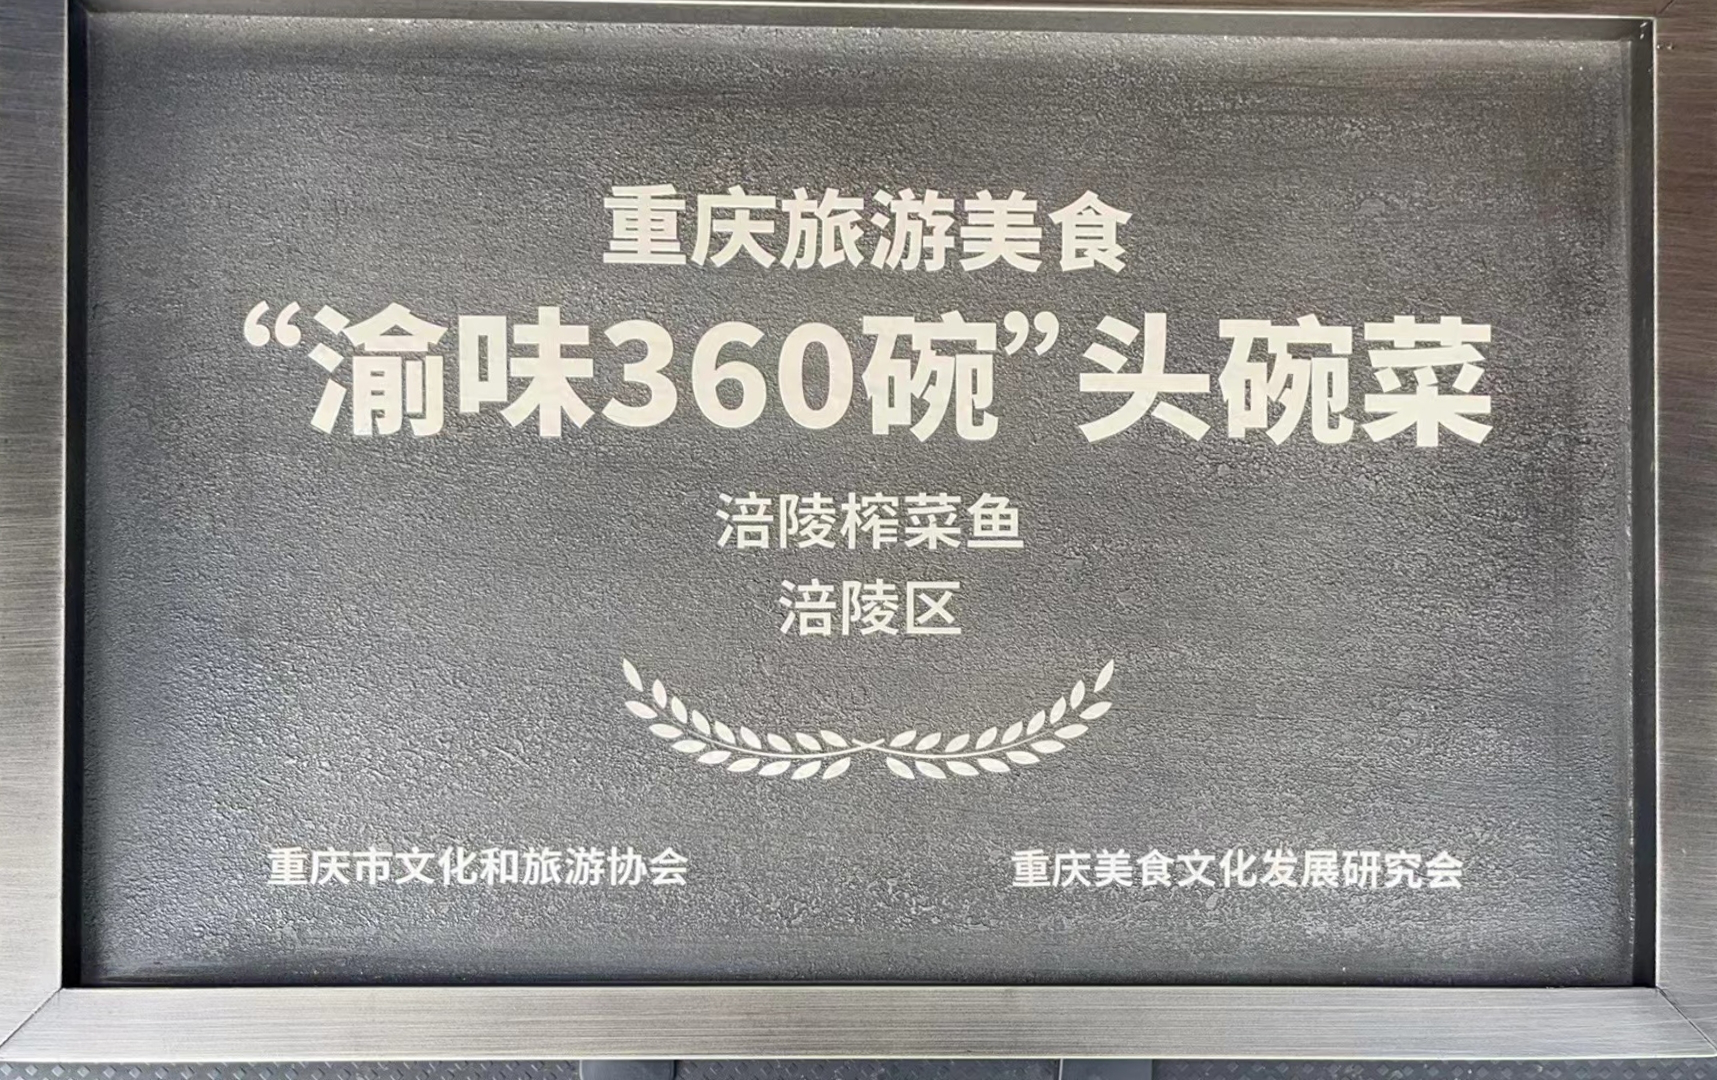 重庆旅游美食
“渝味360碗”头碗菜
涪陵榨菜鱼
涪陵区
重庆市文化和旅游协会
重庆美食文化发展研究会